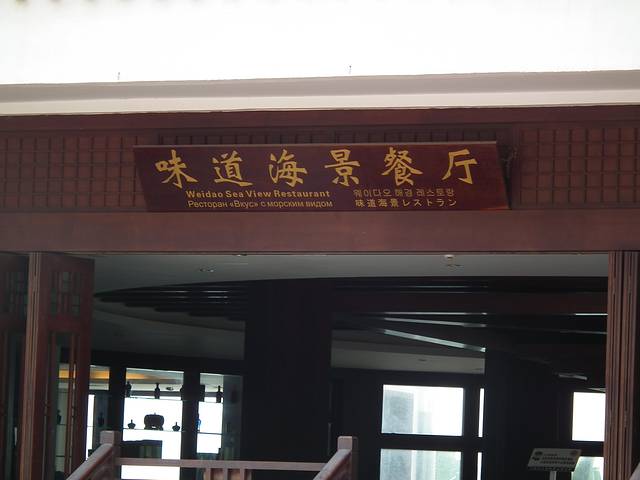 味道海景餐厅
Weidao Sea View Restaurant 웨이다오 해경 레스토랑
Ресторан «Вкус» с морским видом 味道海景レストラン